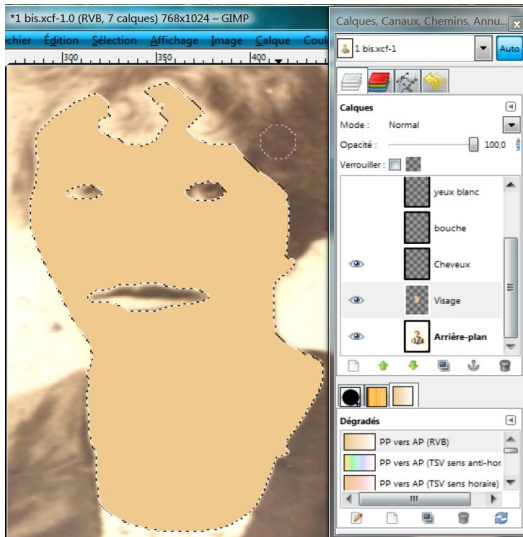 *1 bis.xcf-1.0 (RVB, 7 calques) 768x1024 – GIMP
chier Édition Sélection Affichage Image Calque Coul
300 350 400
Calques, Canaux, Chemins, Annu...
1 bis.xcf-1 Auto
Calques
Mode : Normal
Opacité : 100,0
Verrouiller :
yeux blanc
bouche
Cheveux
Visage
Arrière-plan
Dégradés
PP vers AP (RVB)
PP vers AP (TSV sens anti-hor
PP vers AP (TSV sens horaire)